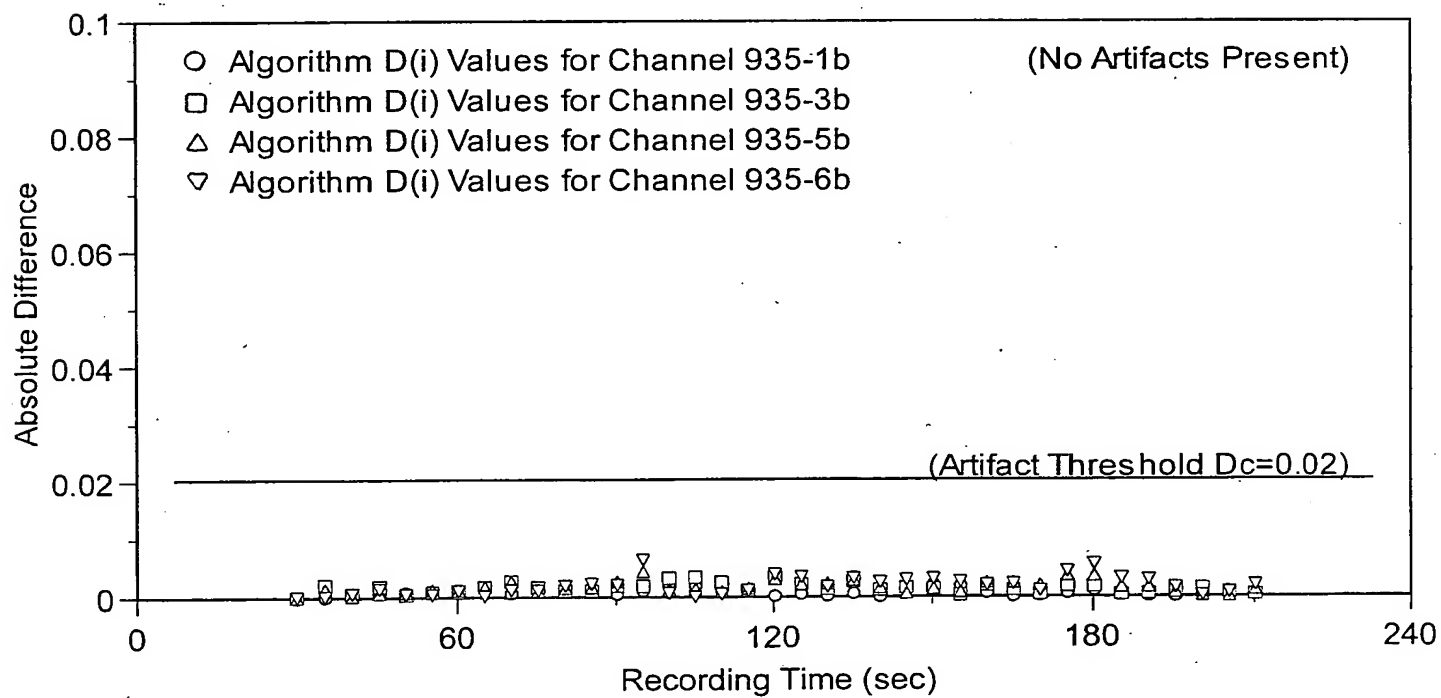 0.1
Algorithm D(i) Values for Channel 935-1b
(No Artifacts Present)
Algorithm D(i) Values for Channel 935-3b
0.08
Algorithm D(i) Values for Channel 935-5b
Algorithm D(i) Values for Channel 935-6b
Absolute Difference
0.06
0.04
(Artifact Threshold Dc=0.02)
0.02
0
0
60
120
180
240
Recording Time (sec)